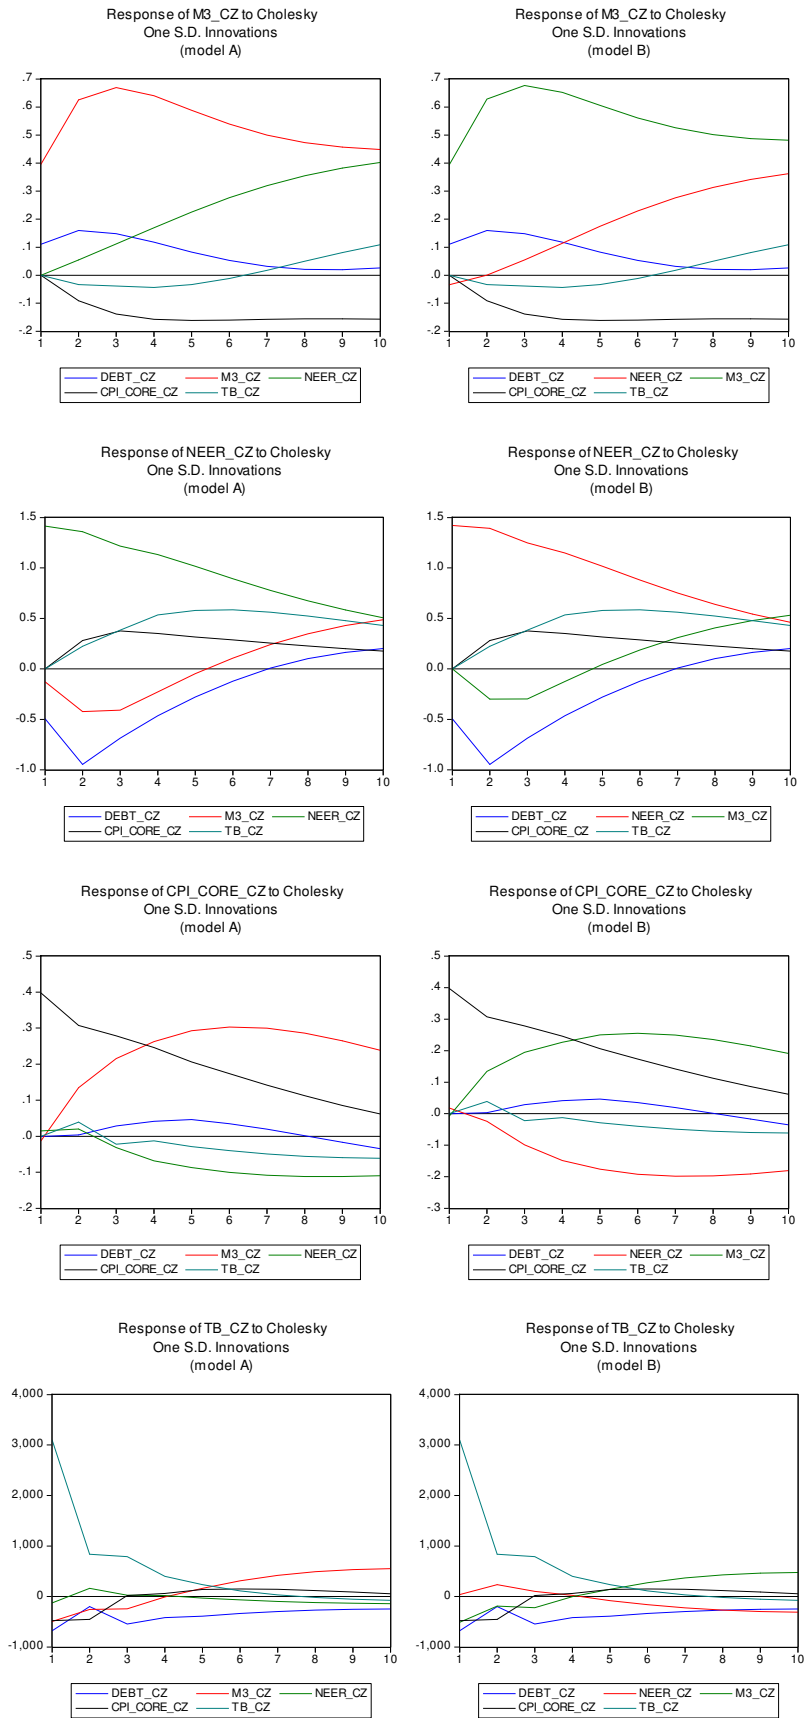 Response of M3_CZ to Cholesky
One S.D. Innovations
(model A)
.7
.6
.5
.4
.3
.2
.1
.0
-.1
-.2
1 2 3 4 5 6 7 8 9 10
DEBT_CZ M3_CZ NEER_CZ
CPI_CORE_CZ TB_CZ
Response of M3_CZ to Cholesky
One S.D. Innovations
(model B)
.7
.6
.5
.4
.3
.2
.1
.0
-.1
-.2
1 2 3 4 5 6 7 8 9 10
DEBT_CZ NEER_CZ M3_CZ
CPI_CORE_CZ TB_CZ
Response of NEER_CZ to Cholesky
One S.D. Innovations
(model A)
1.5
1.0
0.5
0.0
-0.5
-1.0
1 2 3 4 5 6 7 8 9 10
DEBT_CZ M3_CZ NEER_CZ
CPI_CORE_CZ TB_CZ
Response of NEER_CZ to Cholesky
One S.D. Innovations
(model B)
1.5
1.0
0.5
0.0
-0.5
-1.0
1 2 3 4 5 6 7 8 9 10
DEBT_CZ NEER_CZ M3_CZ
CPI_CORE_CZ TB_CZ
Response of CPI_CORE_CZ to Cholesky
One S.D. Innovations
(model A)
.5
.4
.3
.2
.1
.0
-.1
-.2
1 2 3 4 5 6 7 8 9 10
DEBT_CZ M3_CZ NEER_CZ
CPI_CORE_CZ TB_CZ
Response of CPI_CORE_CZ to Cholesky
One S.D. Innovations
(model B)
.5
.4
.3
.2
.1
.0
-.1
-.2
-.3
1 2 3 4 5 6 7 8 9 10
DEBT_CZ NEER_CZ M3_CZ
CPI_CORE_CZ TB_CZ
Response of TB_CZ to Cholesky
One S.D. Innovations
(model A)
4,000
3,000
2,000
1,000
0
-1,000
1 2 3 4 5 6 7 8 9 10
DEBT_CZ M3_CZ NEER_CZ
CPI_CORE_CZ TB_CZ
Response of TB_CZ to Cholesky
One S.D. Innovations
(model B)
4,000
3,000
2,000
1,000
0
-1,000
1 2 3 4 5 6 7 8 9 10
DEBT_CZ NEER_CZ M3_CZ
CPI_CORE_CZ TB_CZ